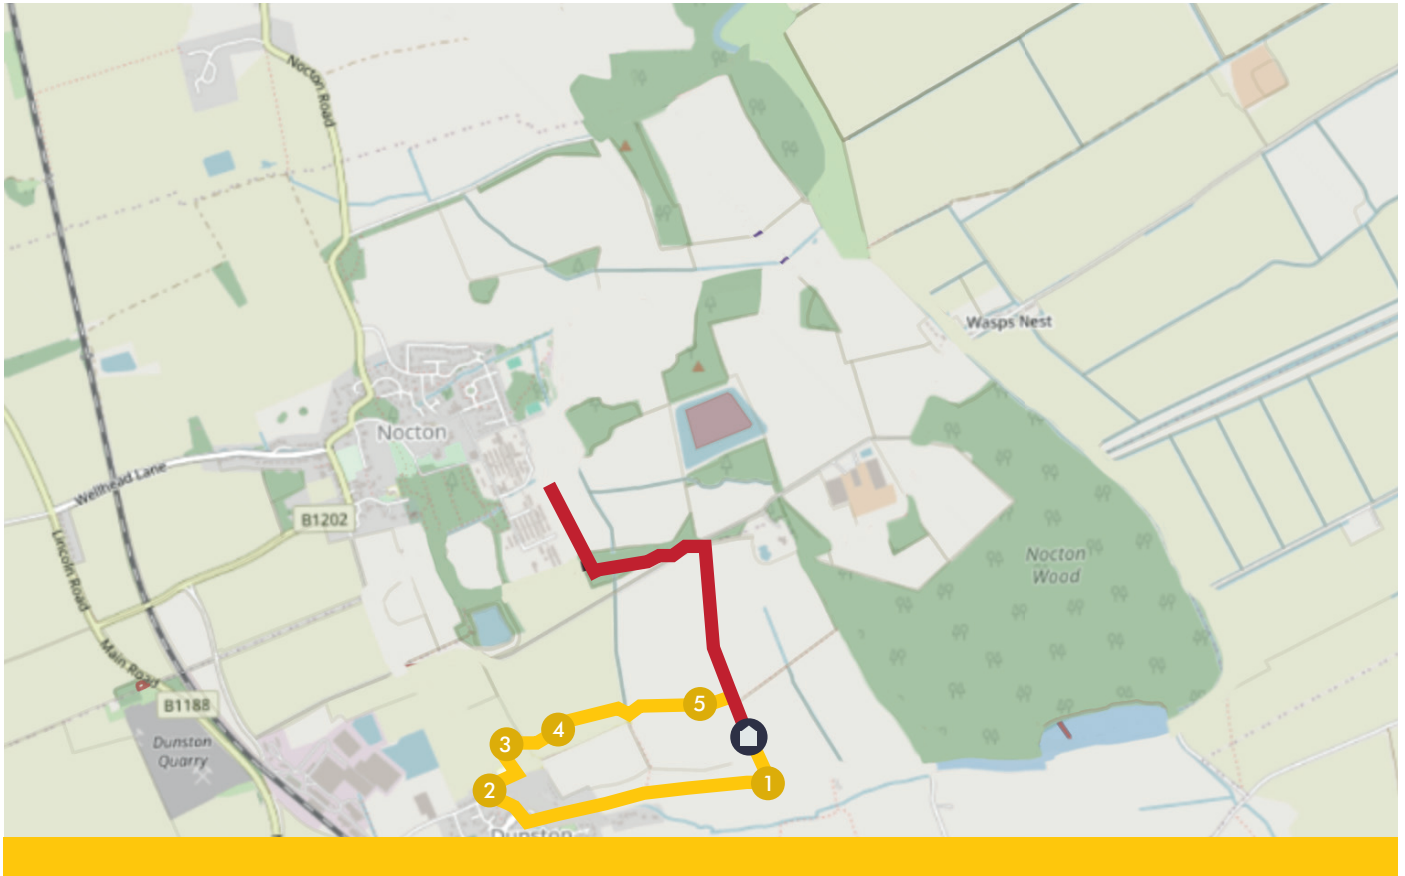 Nocton Road
Wasps Nest
Nocton
Wellhead Lane
B1202
Lincoln Road
Nocton
Wood
Main Road
B1188
5
4
3
Dunston
Quarry
1
2
Dunston